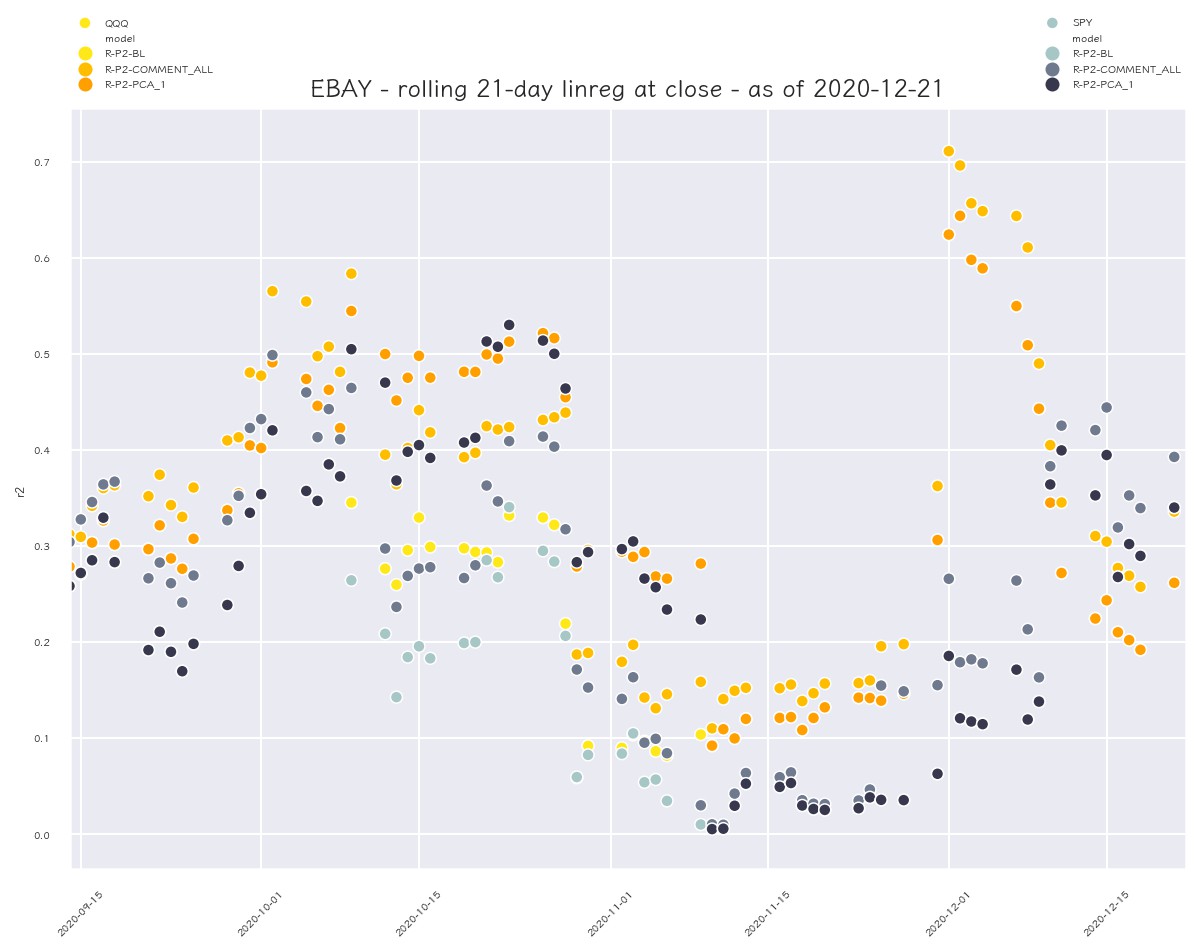 QQQ
model
R-P2-BL
R-P2-COMMENT_ALL
R-P2-PCA_1
SPY
model
R-P2-BL
R-P2-COMMENT_ALL
R-P2-PCA_1
EBAY - rolling 21-day linreg at close - as of 2020-12-21
0.7
0.6
0.5
0.4
0.3
0.2
0.1
0.0
r2
2020-09-15
2020-10-01
2020-10-15
2020-11-01
2020-11-15
2020-12-01
2020-12-15